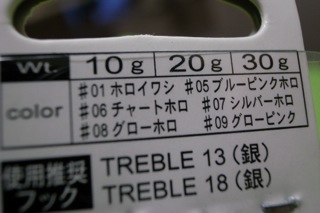 Wt. 10g 20g 30g
color #01 ホロイワシ #05 ブルーピンクホロ
#06 チャートホロ #07 シルバーホロ
#08 グローホロ #09 グローピンク
使用推奨 TREBLE 13(銀)
フック TREBLE 18(銀)